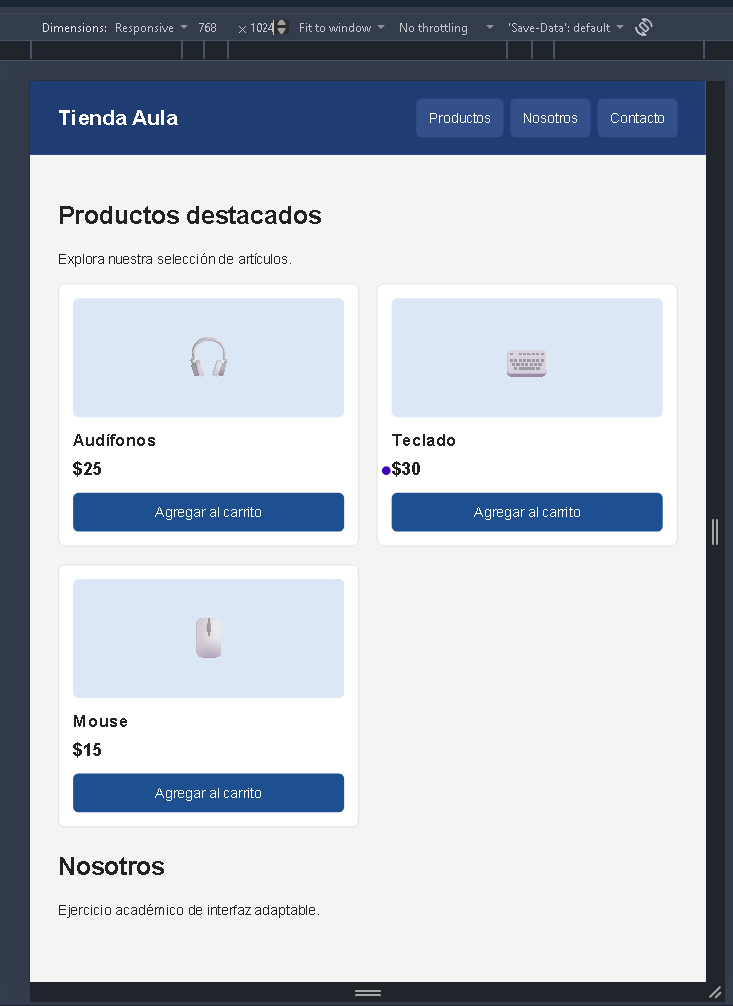 Dimensions: Responsive 768 × 1024 Fit to window No throttling 'Save-Data': default
Tienda Aula Productos Nosotros Contacto
Productos destacados
Explora nuestra selección de artículos.
Audífonos Teclado
$25 $30
Agregar al carrito Agregar al carrito
Mouse
$15
Agregar al carrito
Nosotros
Ejercicio académico de interfaz adaptable.